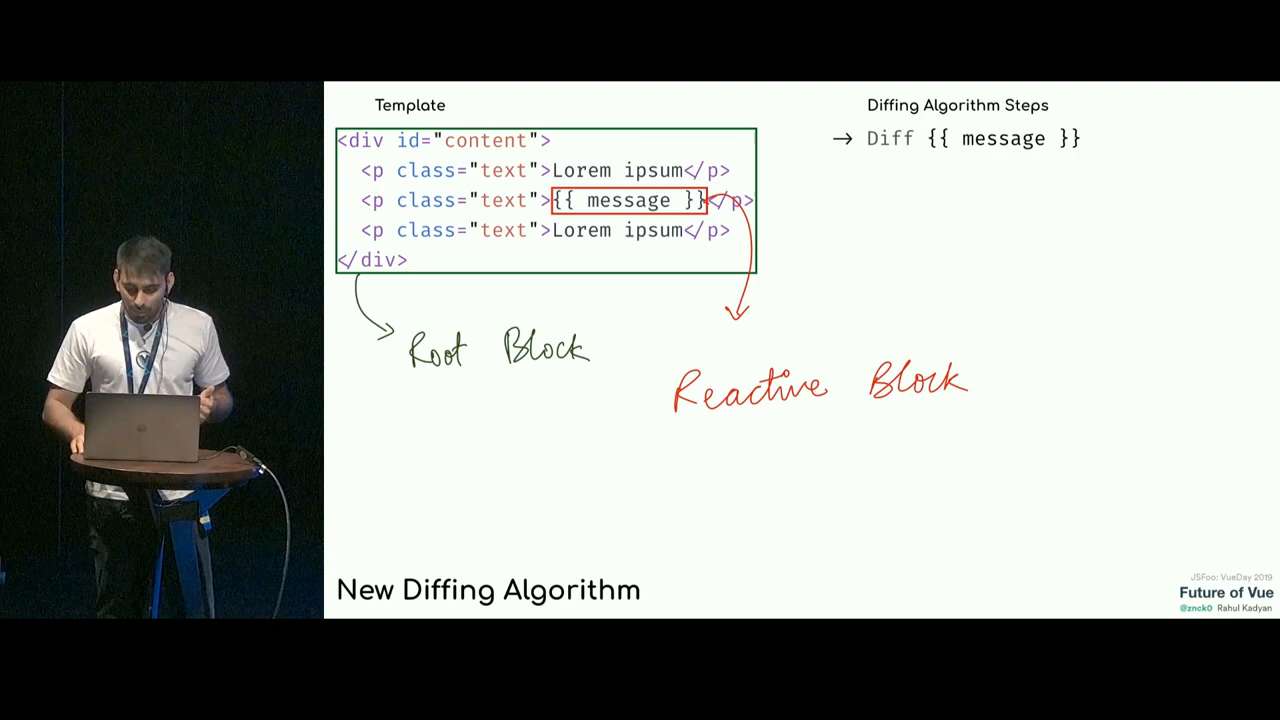 Template
<div id="content">
<p class="text">Lorem ipsum</p>
<p class="text">{{ message }}</p>
<p class="text">Lorem ipsum</p>
</div>
Root Block
Reactive Block
Diffing Algorithm Steps
→ Diff {{ message }}
New Diffing Algorithm
JSFoo: VueDay 2019
Future of Vue
@znck0 Rahul Kadyan